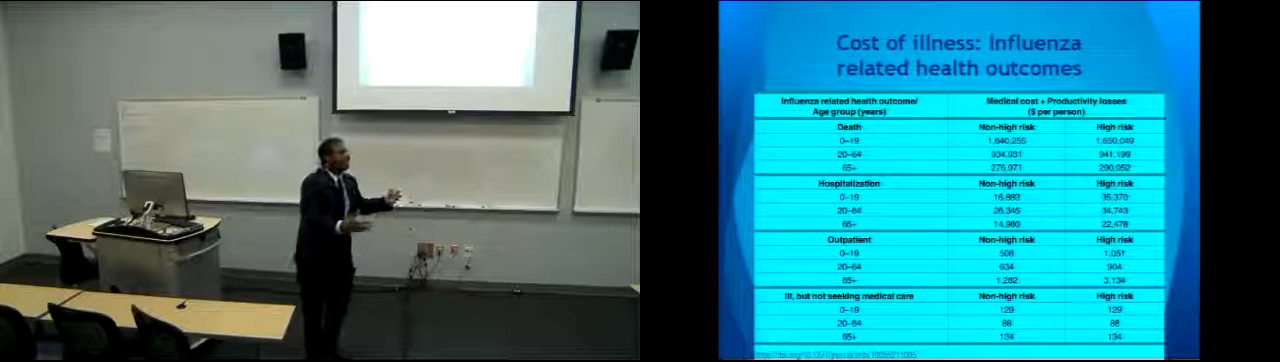 Cost of illness: Influenza
related health outcomes
Influenza related health outcome/ Medical cost + Productivity losses
Age group (years) ($ per person)
Death Non-high risk High risk
0–19 1,640,255 1,650,049
20–64 934,931 941,199
65+ 276,971 290,052
Hospitalization Non-high risk High risk
0–19 16,883 35,370
20–64 26,345 34,743
65+ 14,980 22,478
Outpatient Non-high risk High risk
0–19 508 1,051
20–64 634 904
65+ 1,282 3,134
Ill, but not seeking medical care Non-high risk High risk
0–19 129 129
20–64 88 88
65+ 134 134